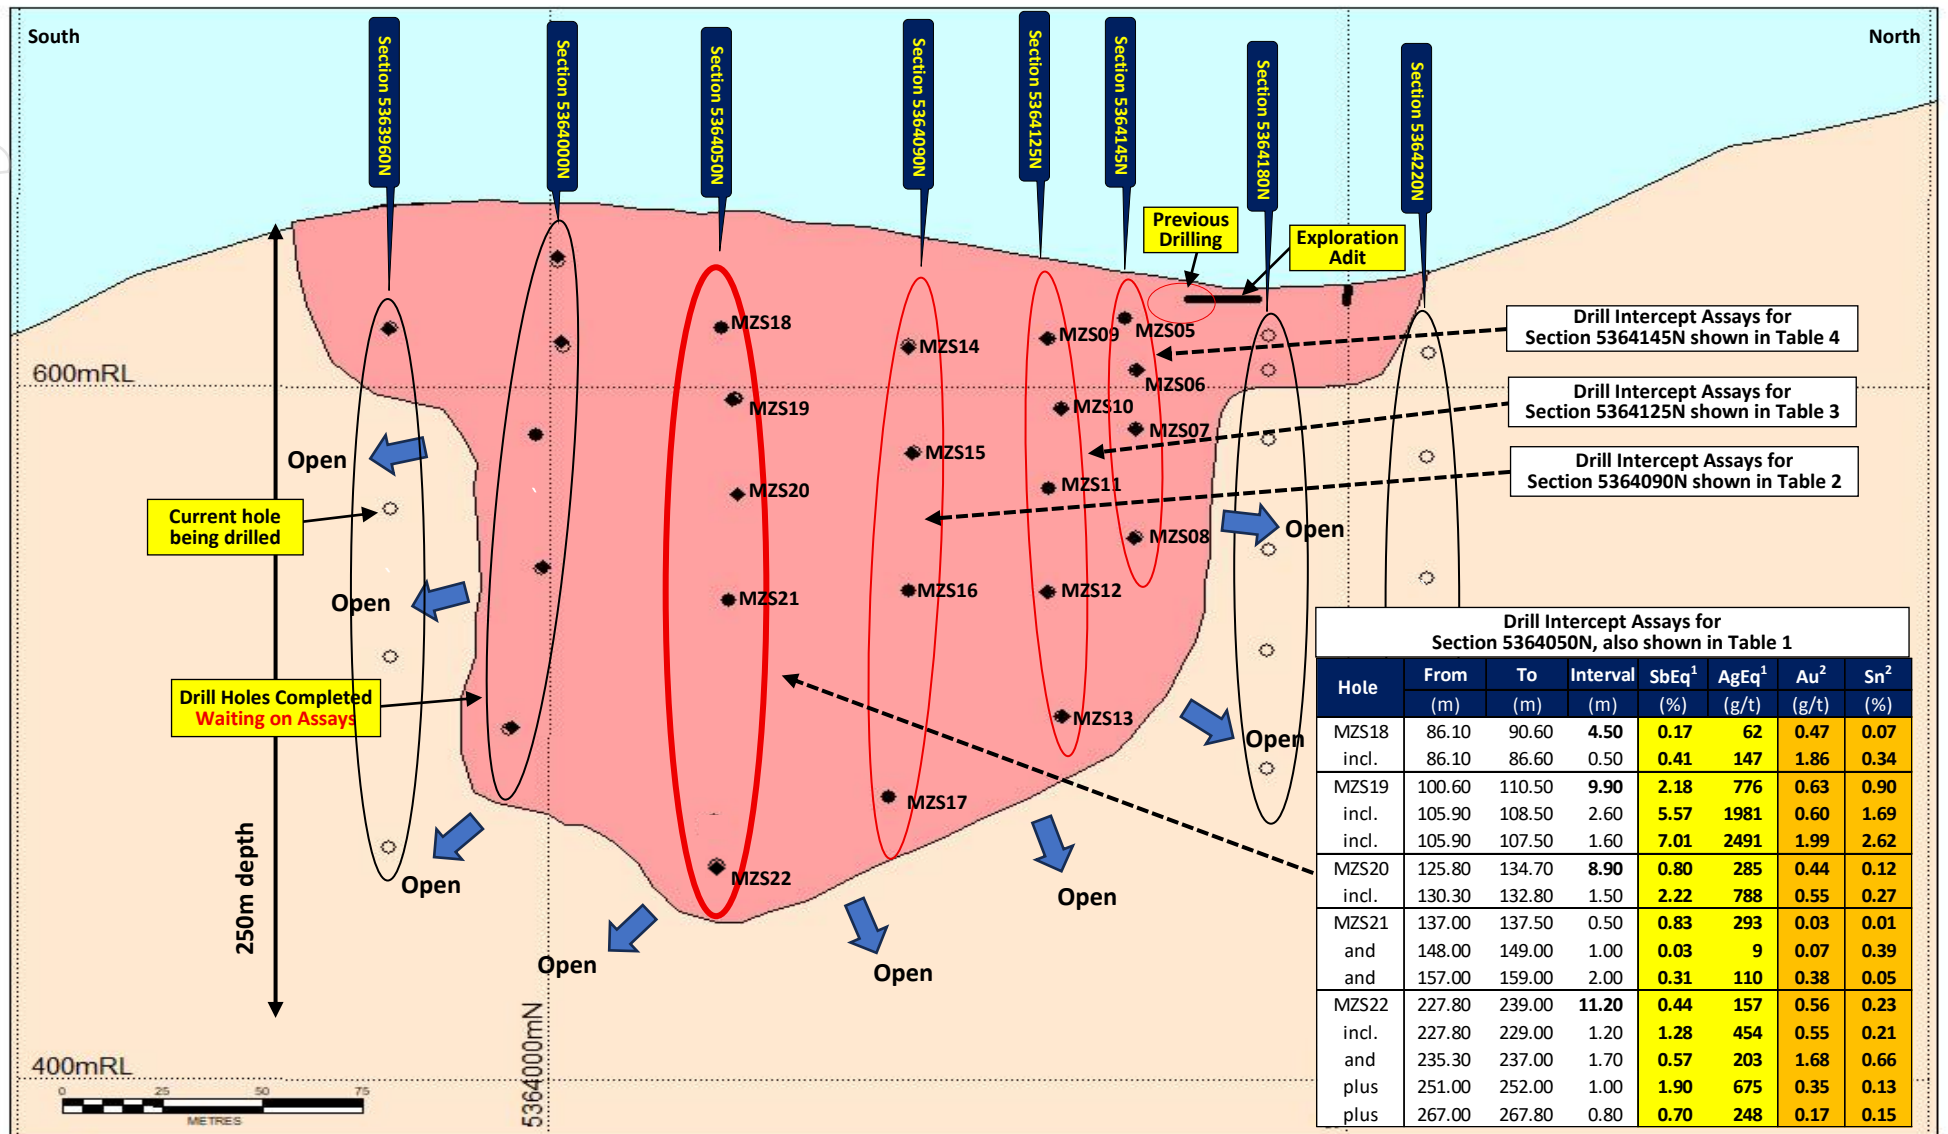 South
North
Section 5363960N
Section 5364000N
Section 5364050N
Section 5364090N
Section 5364125N
Section 5364145N
Section 5364180N
Section 5364220N
Previous
Drilling
Exploration
Adit
MZS18
MZS14
MZS09
MZS05
Drill Intercept Assays for
Section 5364145N shown in Table 4
600mRL
MZS06
MZS19
MZS10
Drill Intercept Assays for
Section 5364125N shown in Table 3
MZS07
Open
MZS15
Drill Intercept Assays for
Section 5364090N shown in Table 2
MZS20
MZS11
Current hole
being drilled
Open
MZS08
Open
MZS21
MZS16
MZS12
Drill Holes Completed
Waiting on Assays
MZS13
Open
MZS17
MZS22
Open
Open
Open
Open
250m depth
5364000mN
400mRL
0 25 50 75
METRES
Drill Intercept Assays for
Section 5364050N, also shown in Table 1
Hole From To Interval SbEq1 AgEq1 Au2 Sn2
(m) (m) (m) (%) (g/t) (g/t) (%)
MZS18 86.10 90.60 4.50 0.17 62 0.47 0.07
incl. 86.10 86.60 0.50 0.41 147 1.86 0.34
MZS19 100.60 110.50 9.90 2.18 776 0.63 0.90
incl. 105.90 108.50 2.60 5.57 1981 0.60 1.69
incl. 105.90 107.50 1.60 7.01 2491 1.99 2.62
MZS20 125.80 134.70 8.90 0.80 285 0.44 0.12
incl. 130.30 132.80 1.50 2.22 788 0.55 0.27
MZS21 137.00 137.50 0.50 0.83 293 0.03 0.01
and 148.00 149.00 1.00 0.03 9 0.07 0.39
and 157.00 159.00 2.00 0.31 110 0.38 0.05
MZS22 227.80 239.00 11.20 0.44 157 0.56 0.23
incl. 227.80 229.00 1.20 1.28 454 0.55 0.21
and 235.30 237.00 1.70 0.57 203 1.68 0.66
plus 251.00 252.00 1.00 1.90 675 0.35 0.13
plus 267.00 267.80 0.80 0.70 248 0.17 0.15